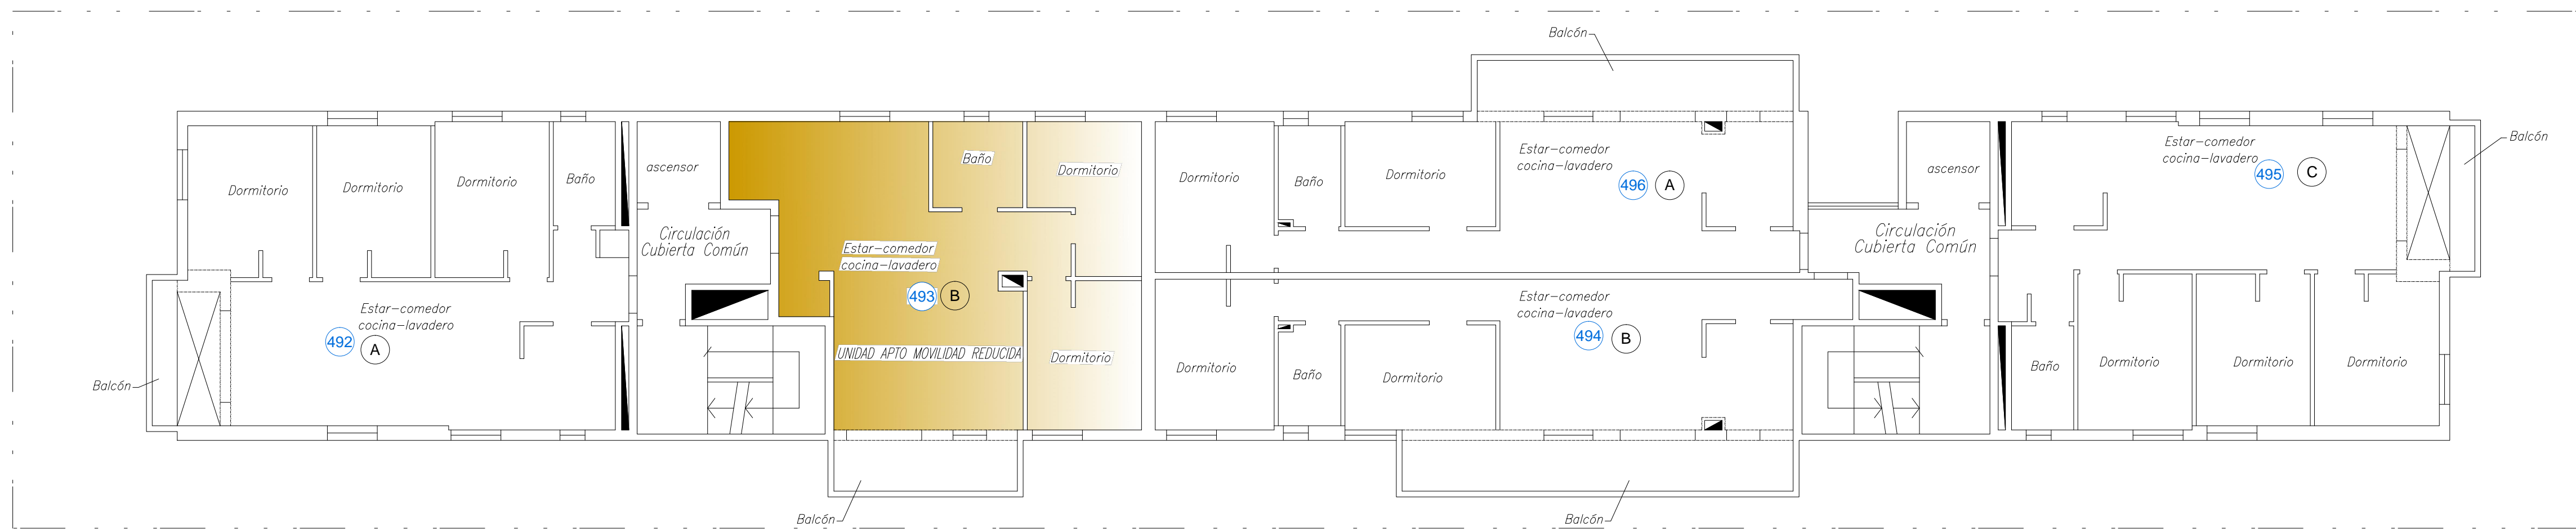 Balcón
Balcón
Dormitorio
Dormitorio
Dormitorio
Baño
ascensor
Circulación
Cubierta Común
Estar-comedor
cocina-lavadero
492
A
Balcón
Baño
Dormitorio
Estar-comedor
cocina-lavadero
493
B
UNIDAD APTO MOVILIDAD REDUCIDA
Dormitorio
Balcón
Dormitorio
Baño
Dormitorio
Estar-comedor
cocina-lavadero
496
A
Dormitorio
Baño
Dormitorio
Estar-comedor
cocina-lavadero
494
B
Balcón
ascensor
Circulación
Cubierta Común
Estar-comedor
cocina-lavadero
495
C
Baño
Dormitorio
Dormitorio
Dormitorio